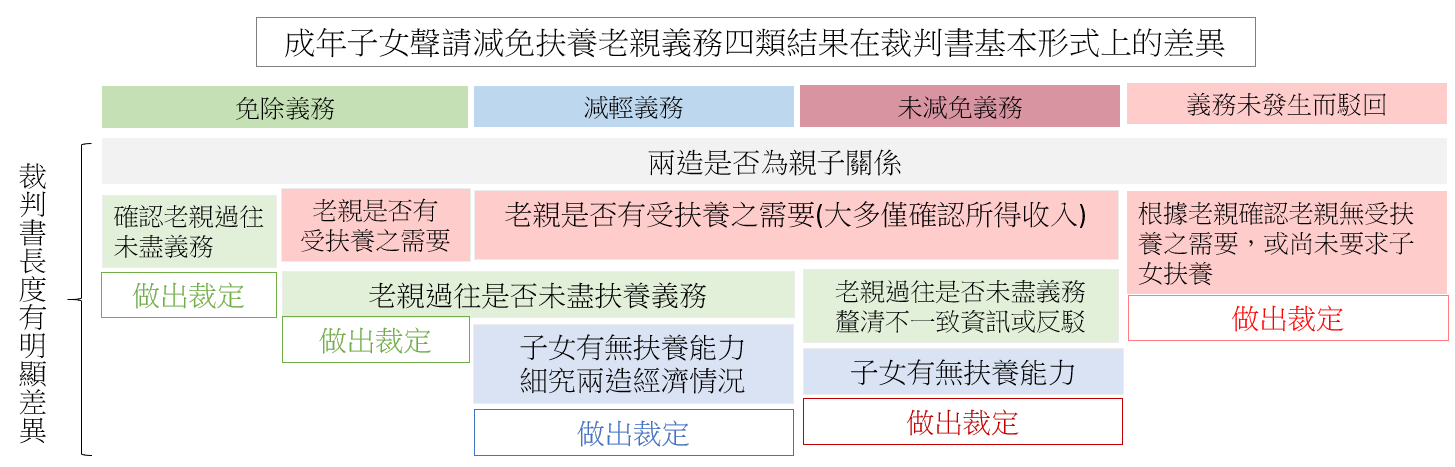 成年子女聲請減免扶養老親義務四類結果在裁判書基本形式上的差異
免除義務
減輕義務
未減免義務
義務未發生而駁回
裁判書長度有明顯差異
兩造是否為親子關係
確認老親過往
未盡義務
做出裁定
老親是否有
受扶養之需要
老親是否有受扶養之需要(大多僅確認所得收入)
根據老親確認老親無受扶
養之需要，或尚未要求子
女扶養
做出裁定
老親過往是否未盡扶養義務
做出裁定
老親過往是否未盡義務
釐清不一致資訊或反駁
子女有無扶養能力
細究兩造經濟情況
做出裁定
子女有無扶養能力
做出裁定